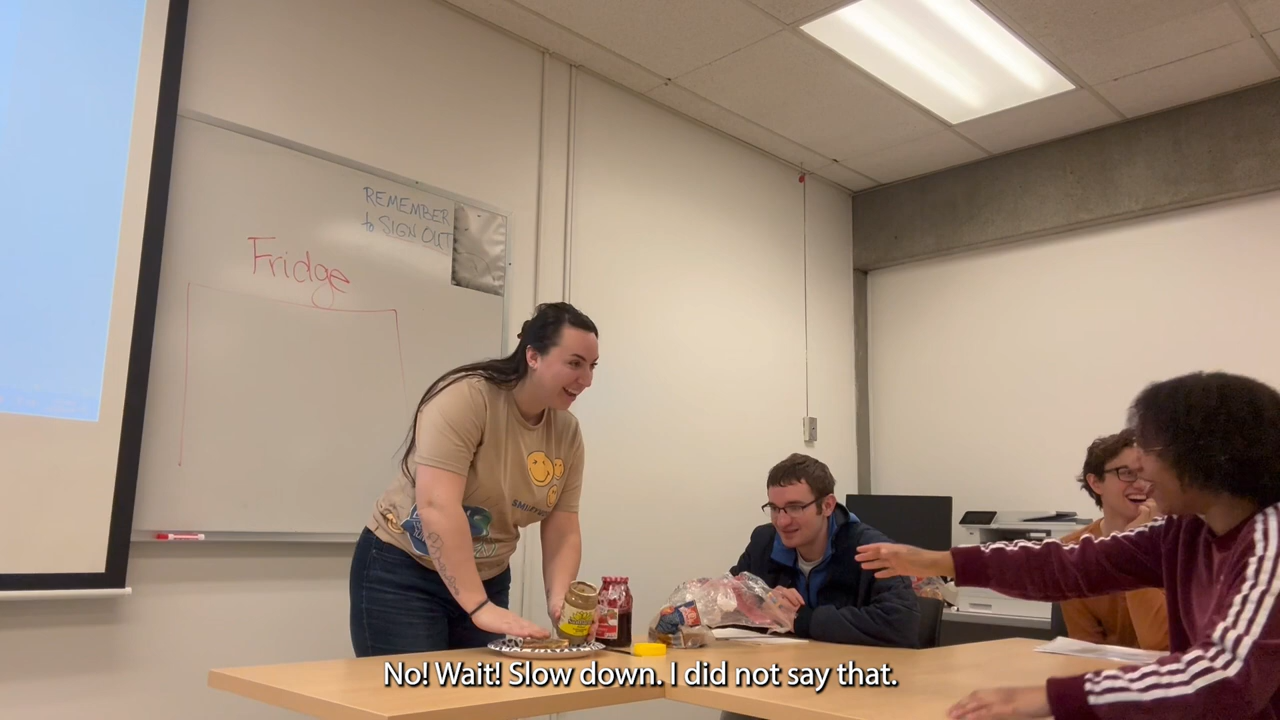 REMEMBER
to SIGN OUT
Fridge
No! Wait! Slow down. I did not say that.